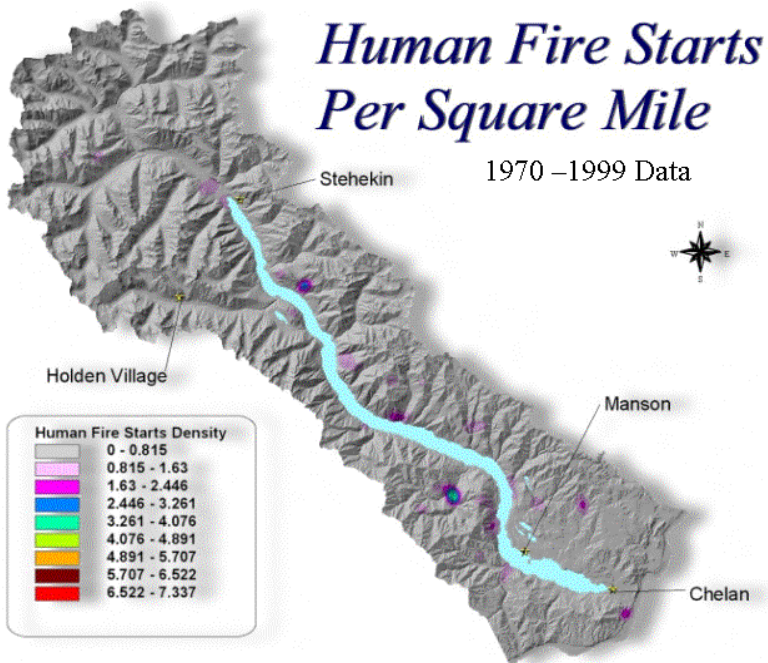 Human Fire Starts
Per Square Mile
1970 –1999 Data
Stehekin
N
W E
S
Holden Village
Manson
Human Fire Starts Density
0 - 0.815
0.815 - 1.63
1.63 - 2.446
2.446 - 3.261
3.261 - 4.076
4.076 - 4.891
4.891 - 5.707
5.707 - 6.522
6.522 - 7.337
Chelan